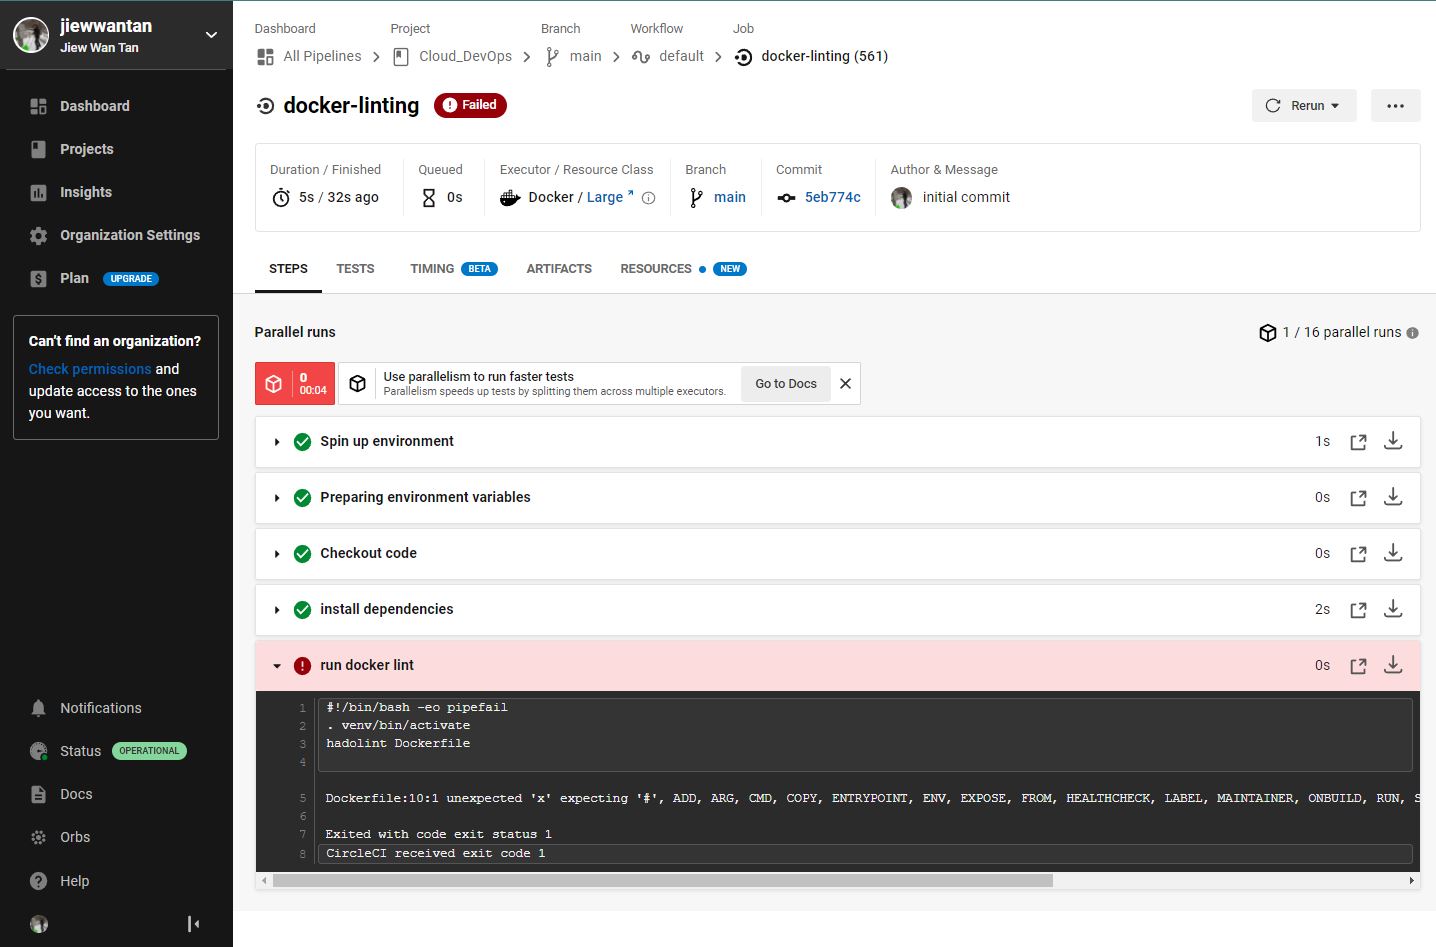 jiewwantan
Jiew Wan Tan
Dashboard
Projects
Insights
Organization Settings
Plan UPGRADE
Can't find an organization?
Check permissions and
update access to the ones
you want.
Notifications
Status OPERATIONAL
Docs
Orbs
Help
Dashboard Project Branch Workflow Job
All Pipelines Cloud_DevOps main default docker-linting (561)
docker-linting Failed
Rerun
Duration / Finished Queued Executor / Resource Class Branch Commit Author & Message
5s / 32s ago 0s Docker / Large main 5eb774c initial commit
STEPS TESTS TIMING BETA ARTIFACTS RESOURCES NEW
Parallel runs 1 / 16 parallel runs
0
00:04
Use parallelism to run faster tests
Parallelism speeds up tests by splitting them across multiple executors.
Go to Docs
Spin up environment 1s
Preparing environment variables 0s
Checkout code 0s
install dependencies 2s
run docker lint 0s
1 #!/bin/bash -eo pipefail
2 . venv/bin/activate
3 hadolint Dockerfile
4
5 Dockerfile:10:1 unexpected 'x' expecting '#', ADD, ARG, CMD, COPY, ENTRYPOINT, ENV, EXPOSE, FROM, HEALTHCHECK, LABEL, MAINTAINER, ONBUILD, RUN, S
6
7 Exited with code exit status 1
8 CircleCI received exit code 1